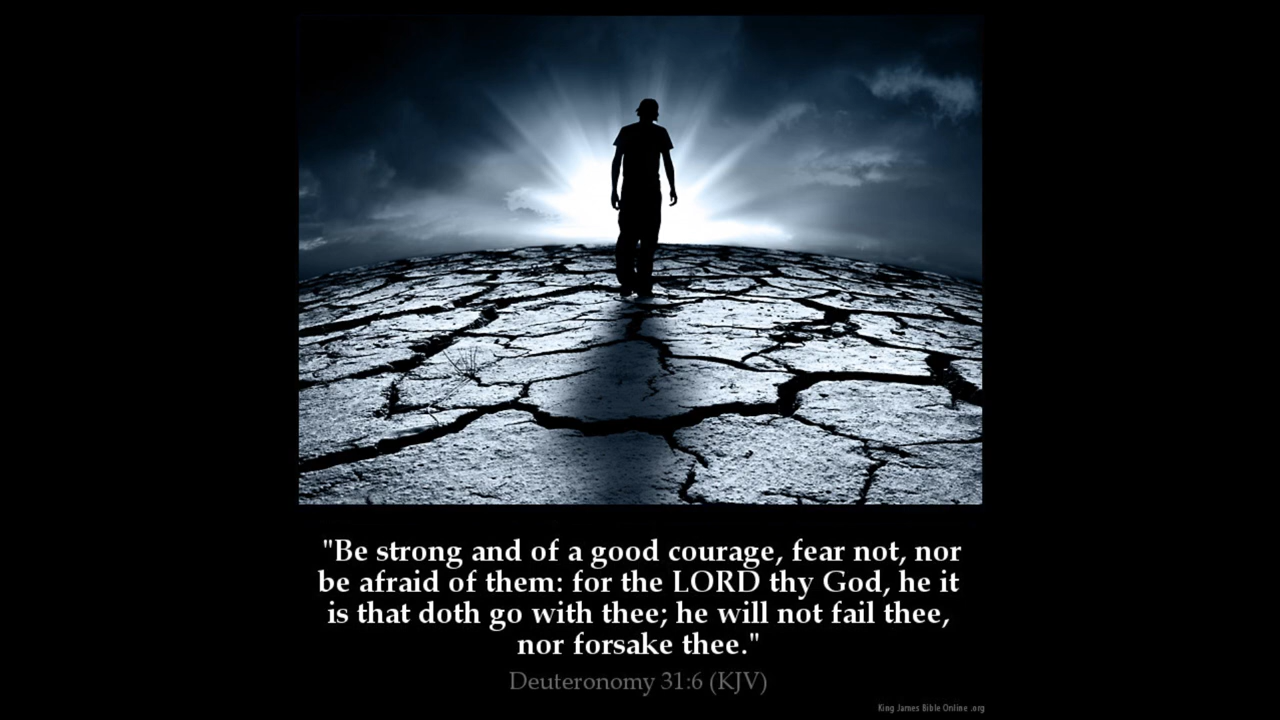 "Be strong and of a good courage, fear not, nor
be afraid of them: for the LORD thy God, he it
is that doth go with thee; he will not fail thee,
nor forsake thee."
Deuteronomy 31:6 (KJV)
King James Bible Online .org